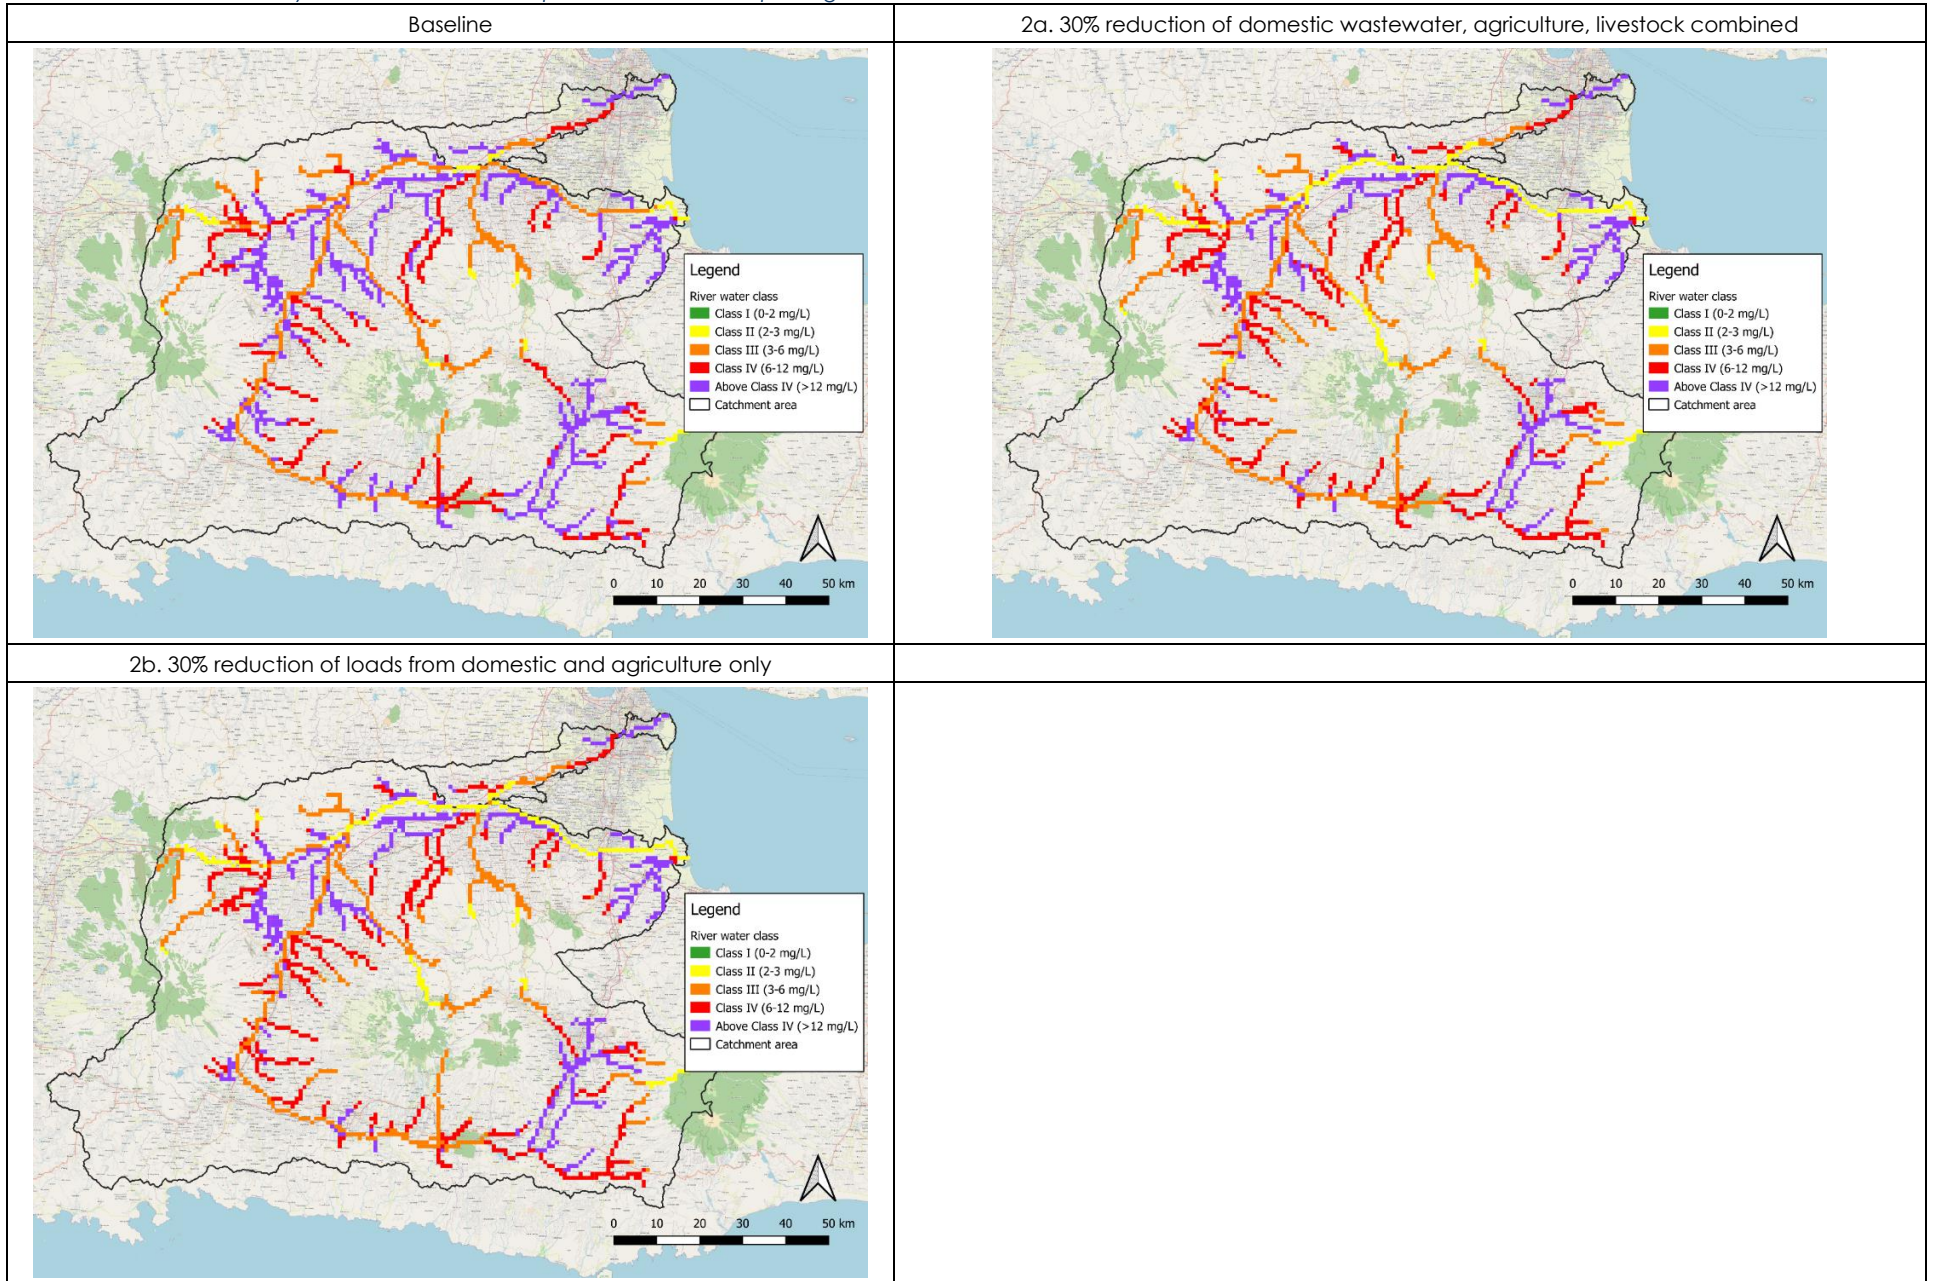 Baseline
2a. 30% reduction of domestic wastewater, agriculture, livestock combined
Legend
River water class
Class I (0-2 mg/L)
Class II (2-3 mg/L)
Class III (3-6 mg/L)
Class IV (6-12 mg/L)
Above Class IV (>12 mg/L)
Catchment area
0 10 20 30 40 50 km
Legend
River water class
Class I (0-2 mg/L)
Class II (2-3 mg/L)
Class III (3-6 mg/L)
Class IV (6-12 mg/L)
Above Class IV (>12 mg/L)
Catchment area
0 10 20 30 40 50 km
2b. 30% reduction of loads from domestic and agriculture only
Legend
River water class
Class I (0-2 mg/L)
Class II (2-3 mg/L)
Class III (3-6 mg/L)
Class IV (6-12 mg/L)
Above Class IV (>12 mg/L)
Catchment area
0 10 20 30 40 50 km